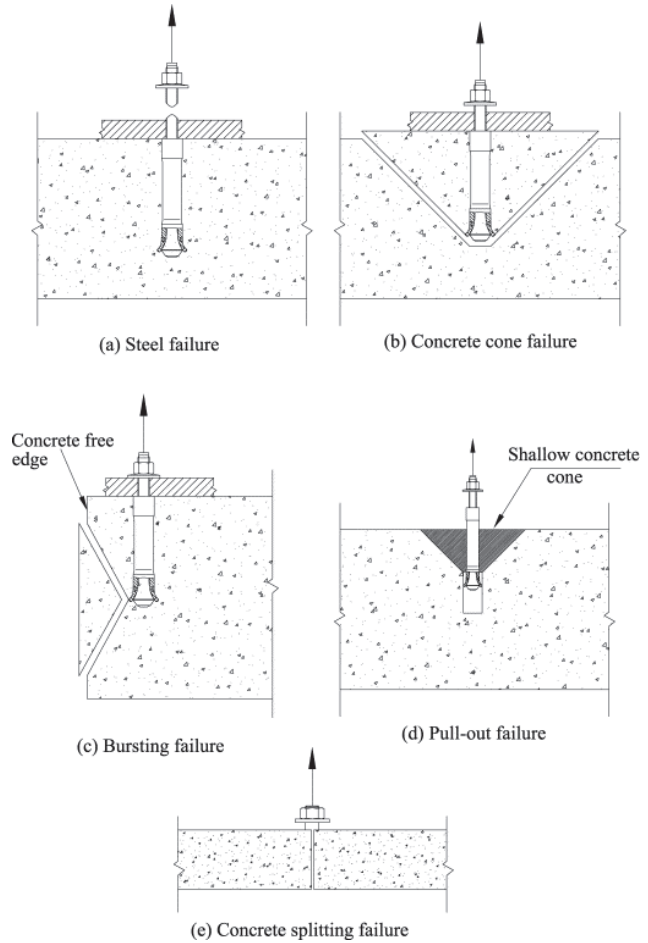 (a) Steel failure
(b) Concrete cone failure
Concrete free
edge
Shallow concrete
cone
(c) Bursting failure
(d) Pull-out failure
(e) Concrete splitting failure